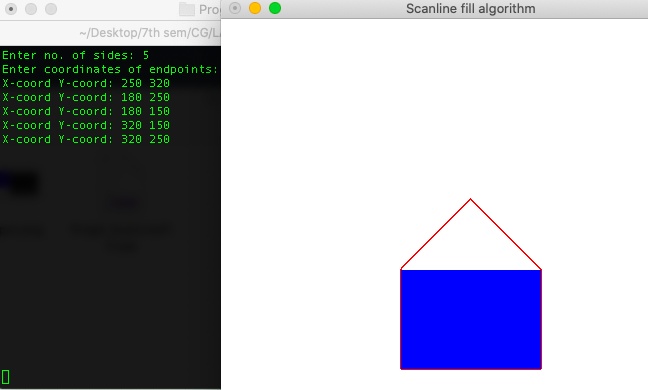 Scanline fill algorithm
~/Desktop/7th sem/CG/
Enter no. of sides: 5
Enter coordinates of endpoints:
X-coord Y-coord: 250 320
X-coord Y-coord: 180 250
X-coord Y-coord: 180 150
X-coord Y-coord: 320 150
X-coord Y-coord: 320 250